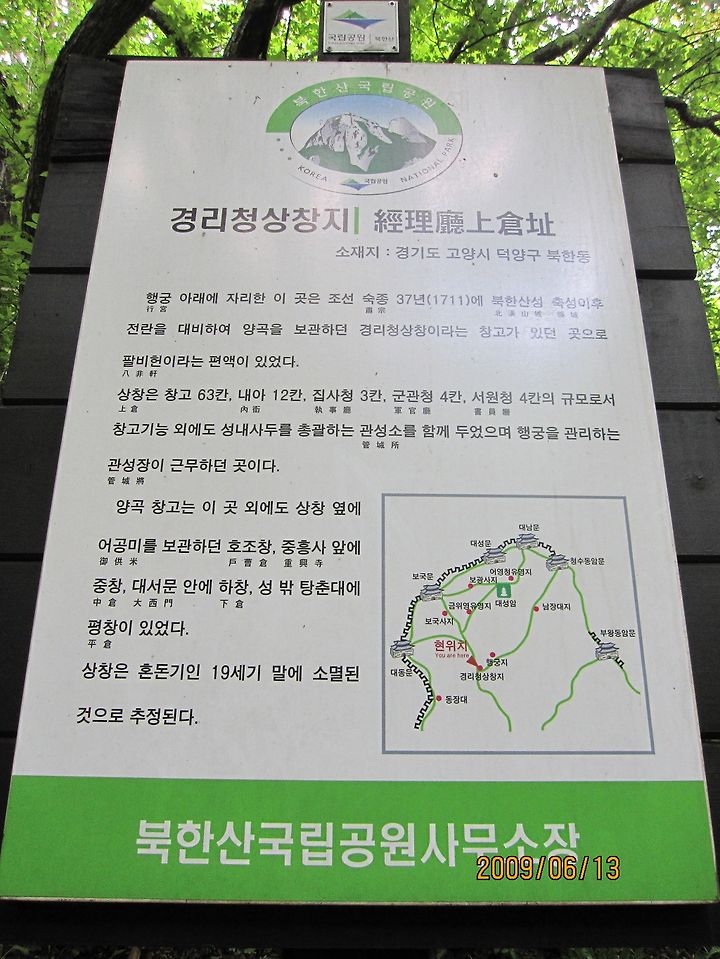 국립공원 북한산
북한산국립공원
KOREA NATIONAL PARK
국립공원
경리청상창지 | 經理廳上倉址
소재지 : 경기도 고양시 덕양구 북한동
행궁 아래에 자리한 이 곳은 조선 숙종 37년(1711)에 북한산성 축성이후
行宮 肅宗 北漢山城 築城
전란을 대비하여 양곡을 보관하던 경리청상창이라는 창고가 있던 곳으로
팔비헌이라는 편액이 있었다.
八非軒
상창은 창고 63칸, 내아 12칸, 집사청 3칸, 군관청 4칸, 서원청 4칸의 규모로서
上倉 內衙 執事廳 軍官廳 書員廳
창고기능 외에도 성내사두를 총괄하는 관성소를 함께 두었으며 행궁을 관리하는
管城所
관성장이 근무하던 곳이다.
管城將
양곡 창고는 이 곳 외에도 상창 옆에
어공미를 보관하던 호조창, 중흥사 앞에
御供米 戶曹倉 重興寺
중창, 대서문 안에 하창, 성 밖 탕춘대에
中倉 大西門 下倉
평창이 있었다.
平倉
상창은 혼돈기인 19세기 말에 소멸된
것으로 추정된다.
대남문
대성문
청수동암문
어영청유영지
보광사지
보국문
대성암
금위영유영지
남장대지
보국사지
부왕동암문
현위치
You are here
행궁지
대동문
경리청상창지
동장대
북한산국립공원사무소장
2009/06/13